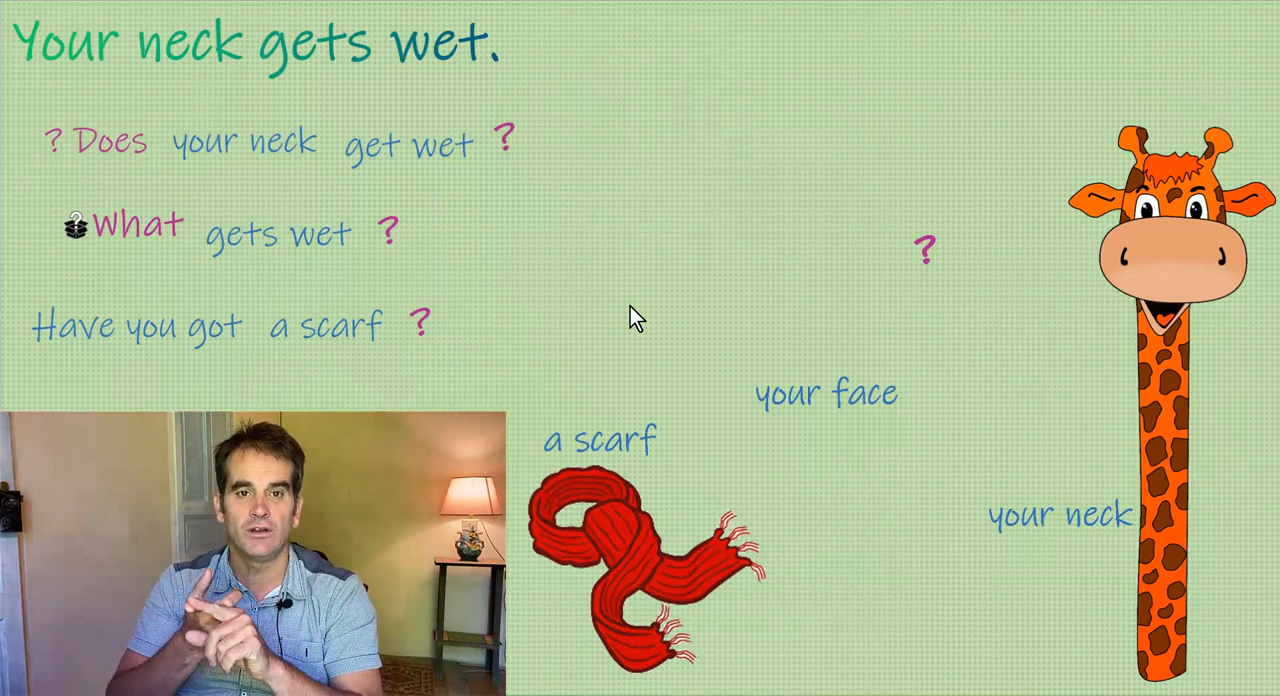 Your neck gets wet.
? Does your neck get wet ?
? What gets wet ?
?
Have you got a scarf ?
your face
a scarf
your neck